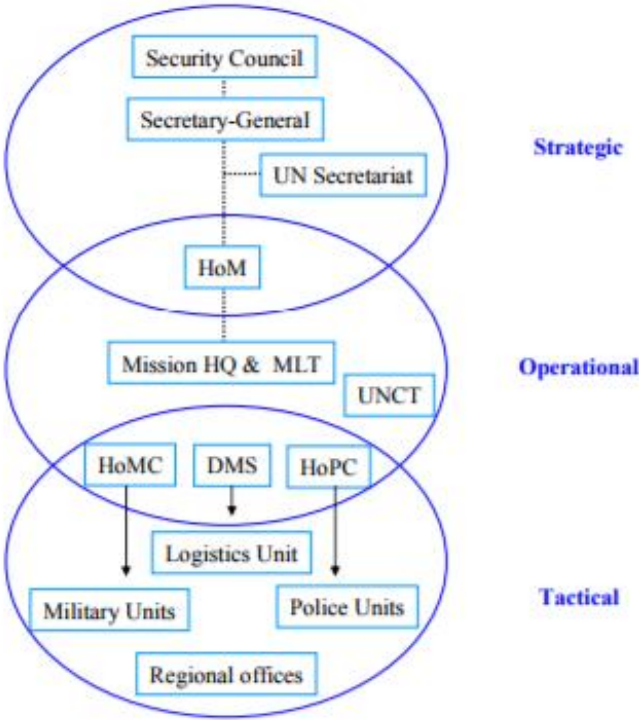 Security Council
Secretary-General
Strategic
UN Secretariat
HoM
Mission HQ & MLT
Operational
UNCT
HoMC
DMS
HoPC
Logistics Unit
Military Units
Police Units
Tactical
Regional offices